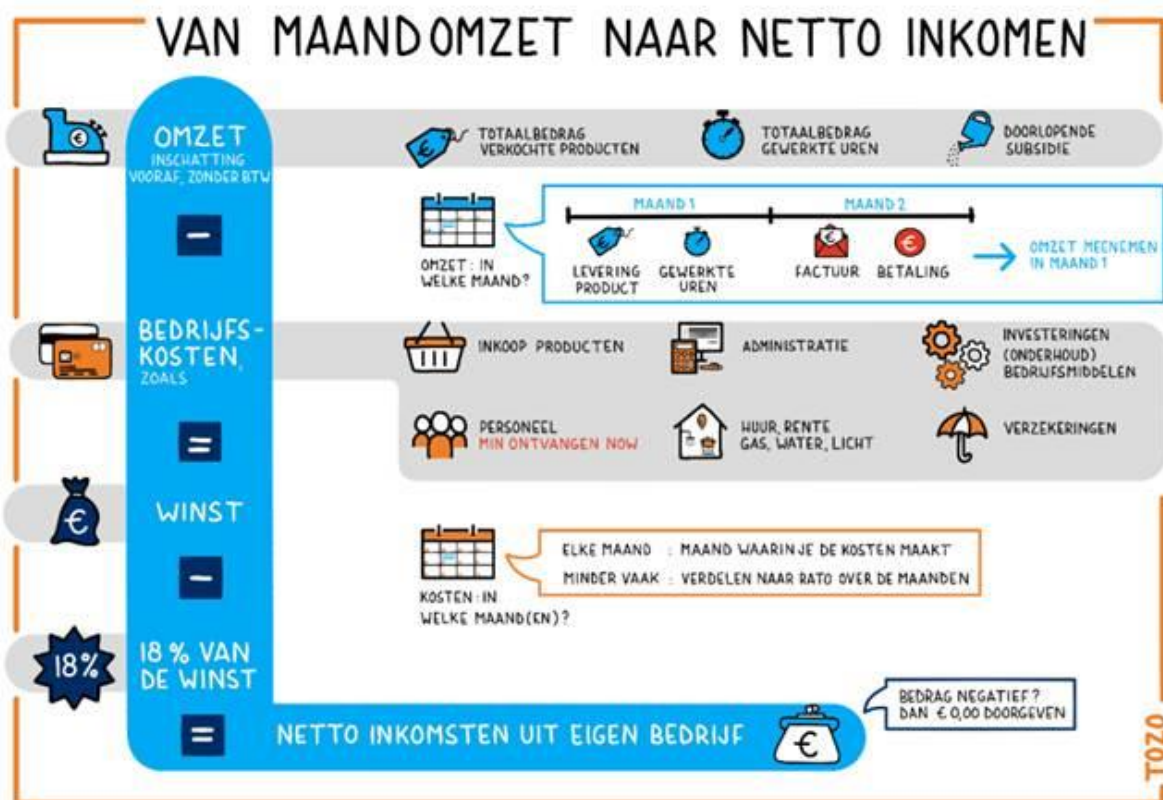 VAN MAANDOMZET NAAR NETTO INKOMEN
OMZET
INSCHATTING
VOORAF, ZONDER BTW
TOTAALBEDRAG
VERKOCHTE PRODUCTEN
TOTAALBEDRAG
GEWERKTE UREN
DOORLOPENDE
SUBSIDIE
OMZET: IN
WELKE MAAND?
MAAND 1
MAAND 2
LEVERING
PRODUCT
GEWERKTE
UREN
FACTUUR
BETALING
OMZET MEENEMEN
IN MAAND 1
BEDRIJFS-
KOSTEN,
ZOALS
INKOOP PRODUCTEN
ADMINISTRATIE
INVESTERINGEN
(ONDERHOUD)
BEDRIJFSMIDDELEN
PERSONEEL
MIN ONTVANGEN NOW
HUUR, RENTE
GAS, WATER, LICHT
VERZEKERINGEN
=
€
WINST
KOSTEN: IN
WELKE MAAND(EN)?
ELKE MAAND : MAAND WAARIN JE DE KOSTEN MAAKT
MINDER VAAK : VERDELEN NAAR RATO OVER DE MAANDEN
18%
18% VAN
DE WINST
=
NETTO INKOMSTEN UIT EIGEN BEDRIJF
€
BEDRAG NEGATIEF?
DAN € 0,00 DOORGEVEN
TOZO